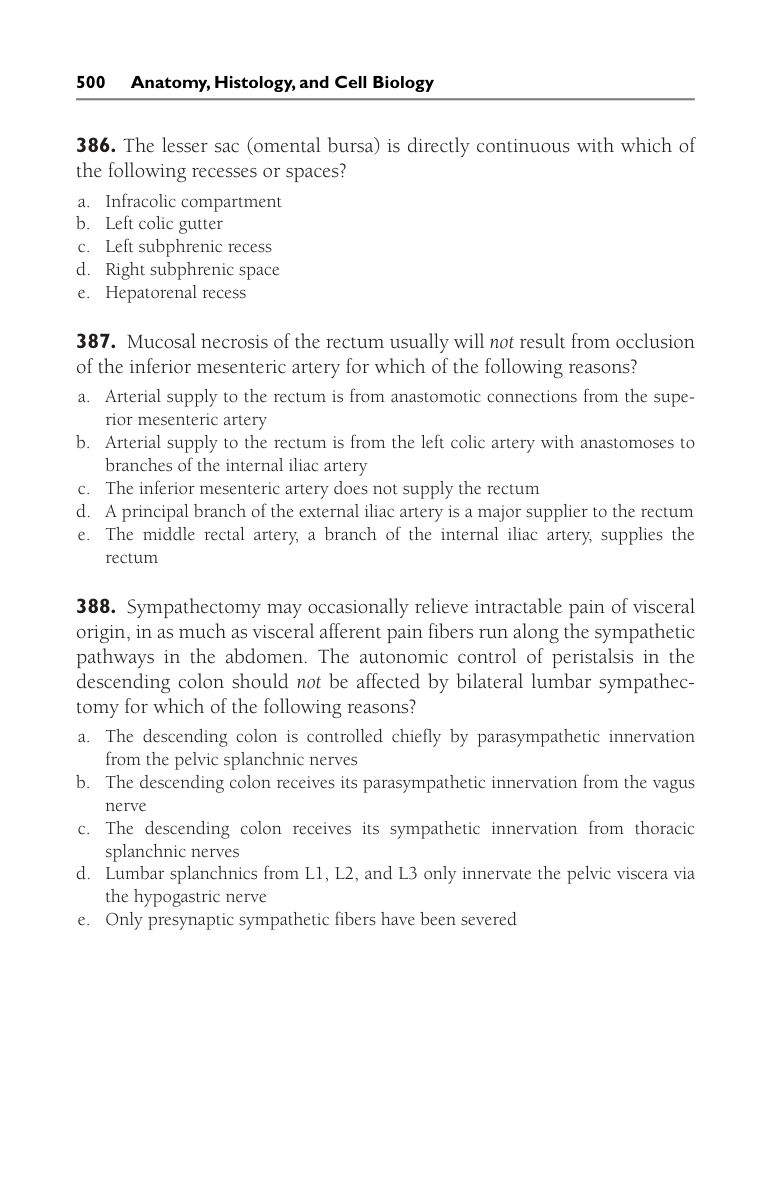 500 Anatomy, Histology, and Cell Biology
386. The lesser sac (omental bursa) is directly continuous with which of
the following recesses or spaces?
a. Infracolic compartment
b. Left colic gutter
c. Left subphrenic recess
d. Right subphrenic space
e. Hepatorenal recess
387. Mucosal necrosis of the rectum usually will not result from occlusion
of the inferior mesenteric artery for which of the following reasons?
a. Arterial supply to the rectum is from anastomotic connections from the supe-
rior mesenteric artery
b. Arterial supply to the rectum is from the left colic artery with anastomoses to
branches of the internal iliac artery
c. The inferior mesenteric artery does not supply the rectum
d. A principal branch of the external iliac artery is a major supplier to the rectum
e. The middle rectal artery, a branch of the internal iliac artery, supplies the
rectum
388. Sympathectomy may occasionally relieve intractable pain of visceral
origin, in as much as visceral afferent pain fibers run along the sympathetic
pathways in the abdomen. The autonomic control of peristalsis in the
descending colon should not be affected by bilateral lumbar sympathec-
tomy for which of the following reasons?
a. The descending colon is controlled chiefly by parasympathetic innervation
from the pelvic splanchnic nerves
b. The descending colon receives its parasympathetic innervation from the vagus
nerve
c. The descending colon receives its sympathetic innervation from thoracic
splanchnic nerves
d. Lumbar splanchnics from L1, L2, and L3 only innervate the pelvic viscera via
the hypogastric nerve
e. Only presynaptic sympathetic fibers have been severed